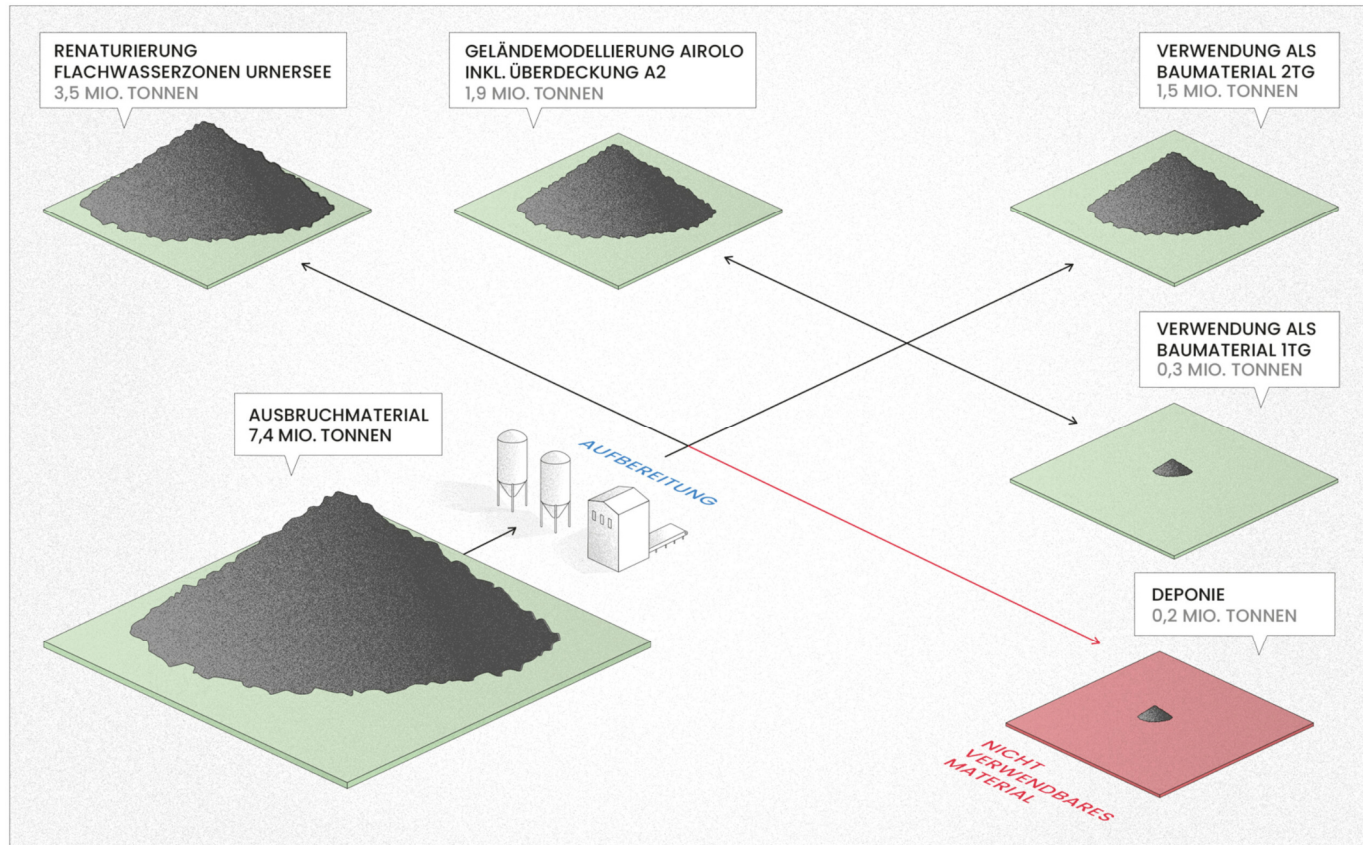 RENATURIERUNG
FLACHWASSERZONEN URNERSEE
3,5 MIO. TONNEN
GELÄNDEMODELLIERUNG AIROLO
INKL. ÜBERDECKUNG A2
1,9 MIO. TONNEN
VERWENDUNG ALS
BAUMATERIAL 2TG
1,5 MIO. TONNEN
VERWENDUNG ALS
BAUMATERIAL 1TG
0,3 MIO. TONNEN
AUSBRUCHMATERIAL
7,4 MIO. TONNEN
AUFBEREITUNG
DEPONIE
0,2 MIO. TONNEN
NICHT
VERWENDBARES
MATERIAL